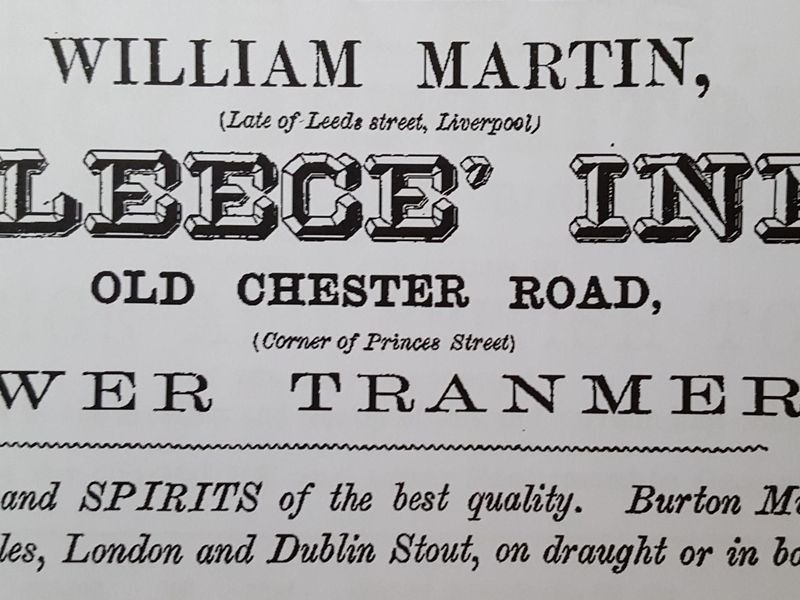 WILLIAM MARTIN,
(Late of Leeds street, Liverpool)
LEECE' INN
OLD CHESTER ROAD,
(Corner of Princes Street)
WER TRANMER
and SPIRITS of the best quality. Burton
les, London and Dublin Stout, on draught or in